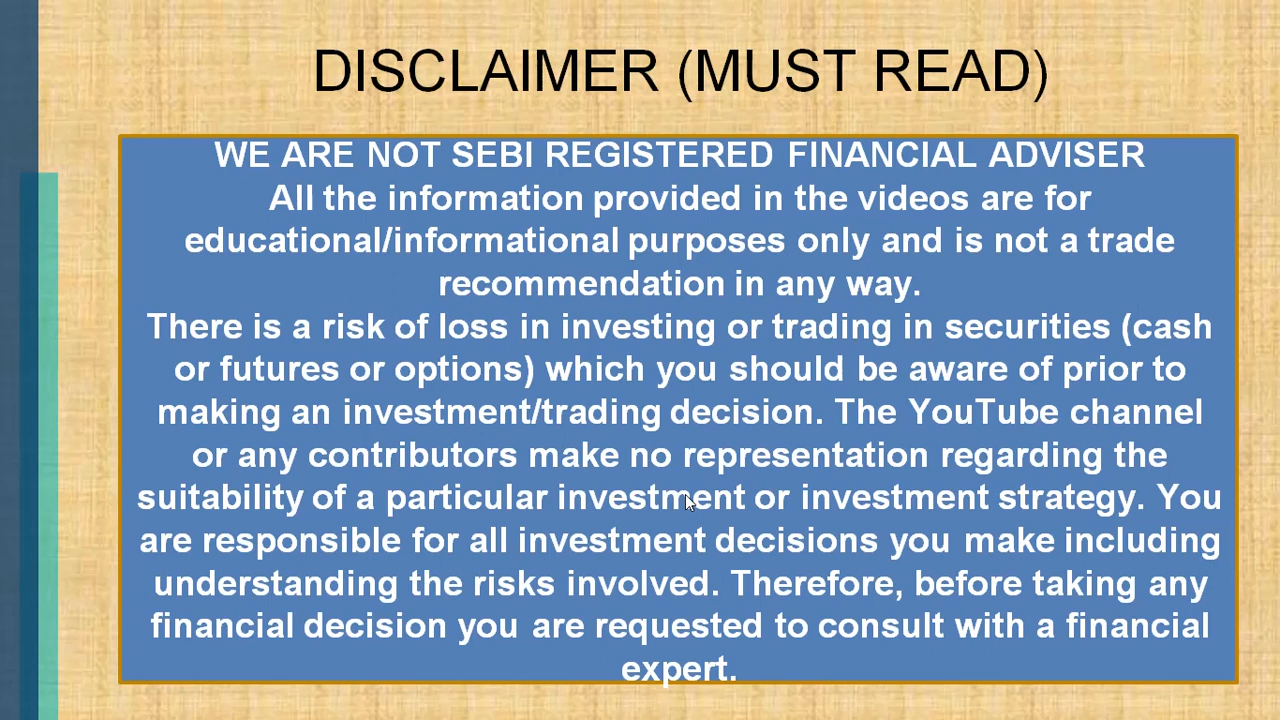 DISCLAIMER (MUST READ)
WE ARE NOT SEBI REGISTERED FINANCIAL ADVISER
All the information provided in the videos are for
educational/informational purposes only and is not a trade
recommendation in any way.
There is a risk of loss in investing or trading in securities (cash
or futures or options) which you should be aware of prior to
making an investment/trading decision. The YouTube channel
or any contributors make no representation regarding the
suitability of a particular investment or investment strategy. You
are responsible for all investment decisions you make including
understanding the risks involved. Therefore, before taking any
financial decision you are requested to consult with a financial
expert.